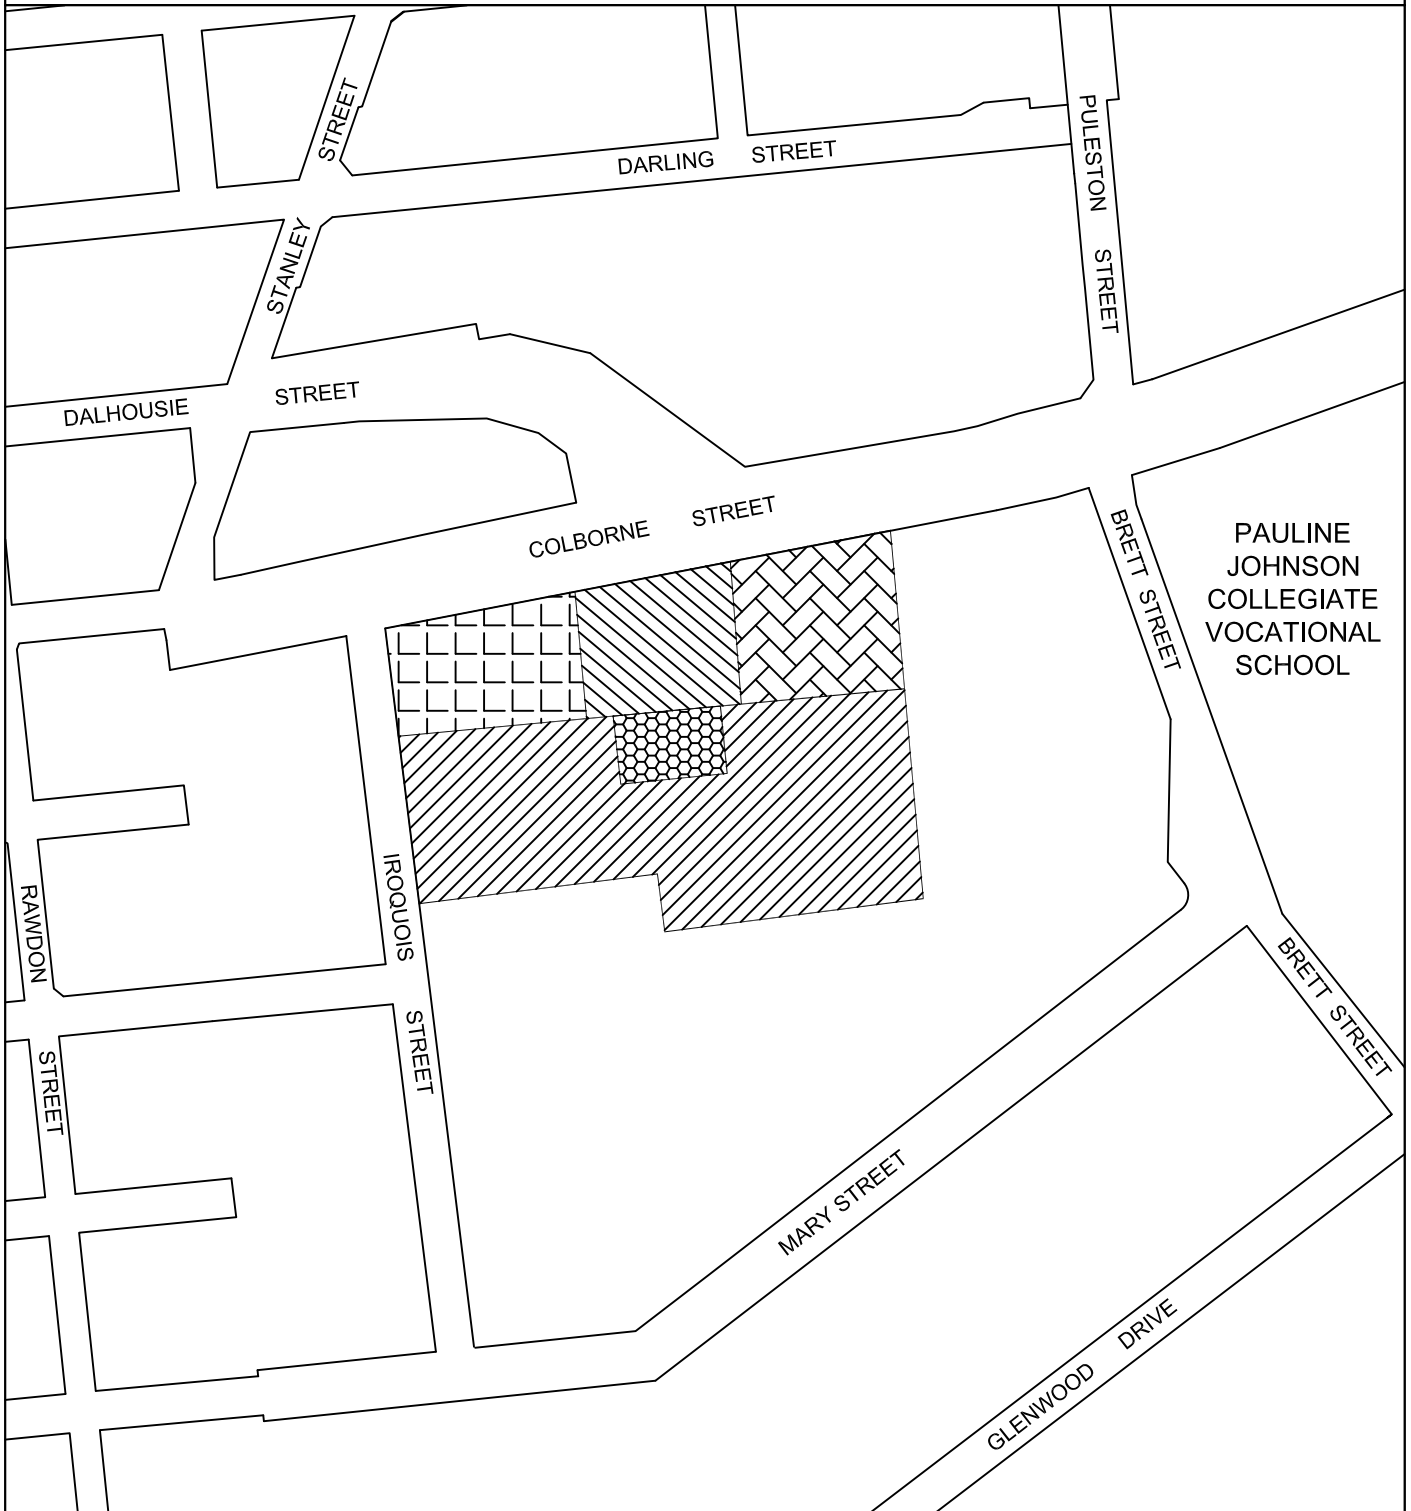 STANLEY STREET
DARLING STREET
PULESTON STREET
DALHOUSIE STREET
COLBORNE STREET
BRETT STREET
PAULINE
JOHNSON
COLLEGIATE
VOCATIONAL
SCHOOL
RAWDON STREET
IROQUOIS STREET
BRETT STREET
MARY STREET
GLENWOOD DRIVE